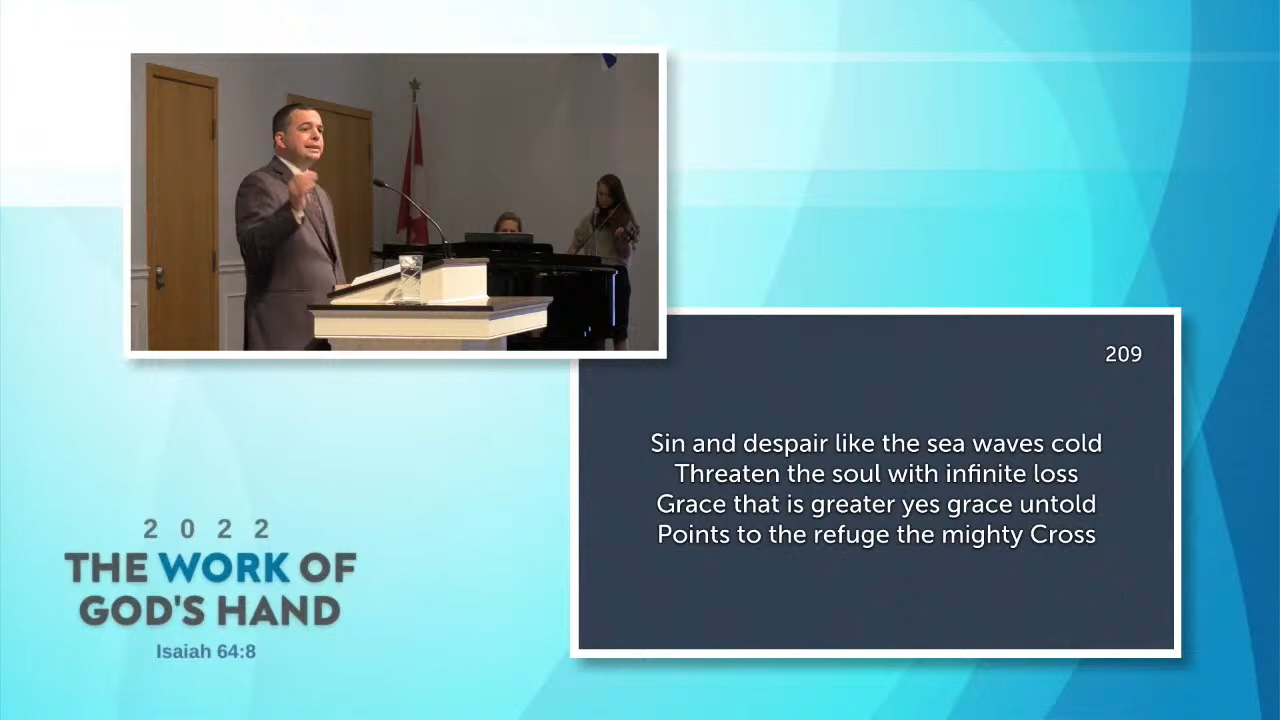 209
Sin and despair like the sea waves cold
Threaten the soul with infinite loss
Grace that is greater yes grace untold
Points to the refuge the mighty Cross
2022
THE WORK OF
GOD'S HAND
Isaiah 64:8